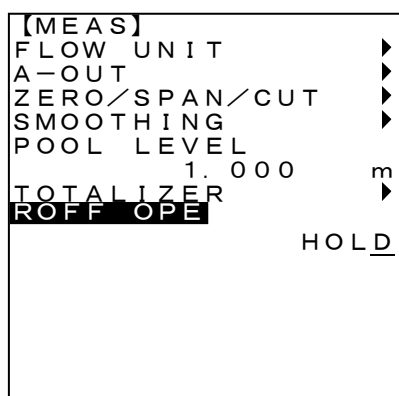 【MEAS】
FLOW UNIT ▶
A−OUT ▶
ZERO/SPAN/CUT ▶
SMOOTHING ▶
POOL LEVEL
1.000 m
TOTALIZER ▶
ROFF OPE
HOLD